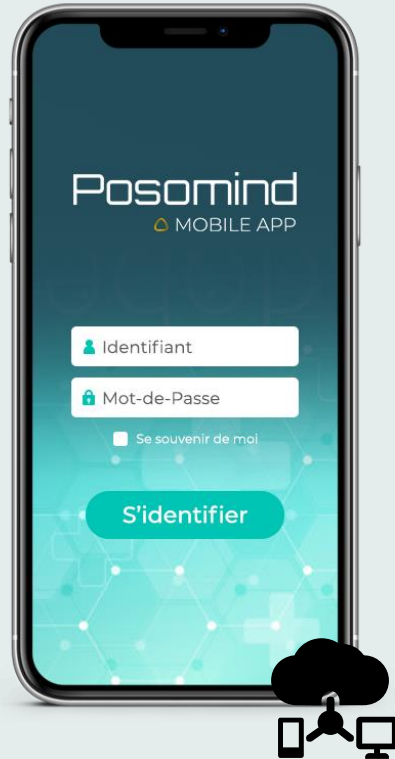 Posomind
MOBILE APP
Identifiant
Mot-de-Passe
Se souvenir de moi
S'identifier